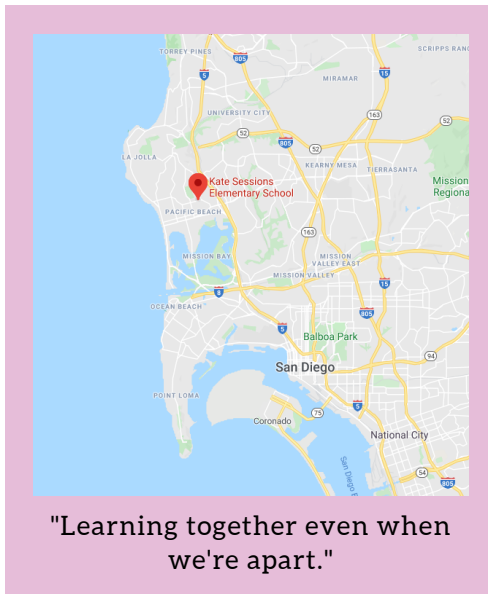 TORREY PINES
SCRIPPS RANC
805
5
15
MIRAMAR
UNIVERSITY CITY
163
52
52
805
52
LA JOLLA
KEARNY MESA
TIERRASANTA
Kate Sessions
Elementary School
Mission
Regiona
PACIFIC BEACH
163
MISSION BAY
MISSION
VALLEY EAST
MISSION VALLEY
15
8
OCEAN BEACH
805
5
Balboa Park
94
San Diego
POINT LOMA
5
75
Coronado
National City
San Diego B
54
805
"Learning together even when
we're apart."